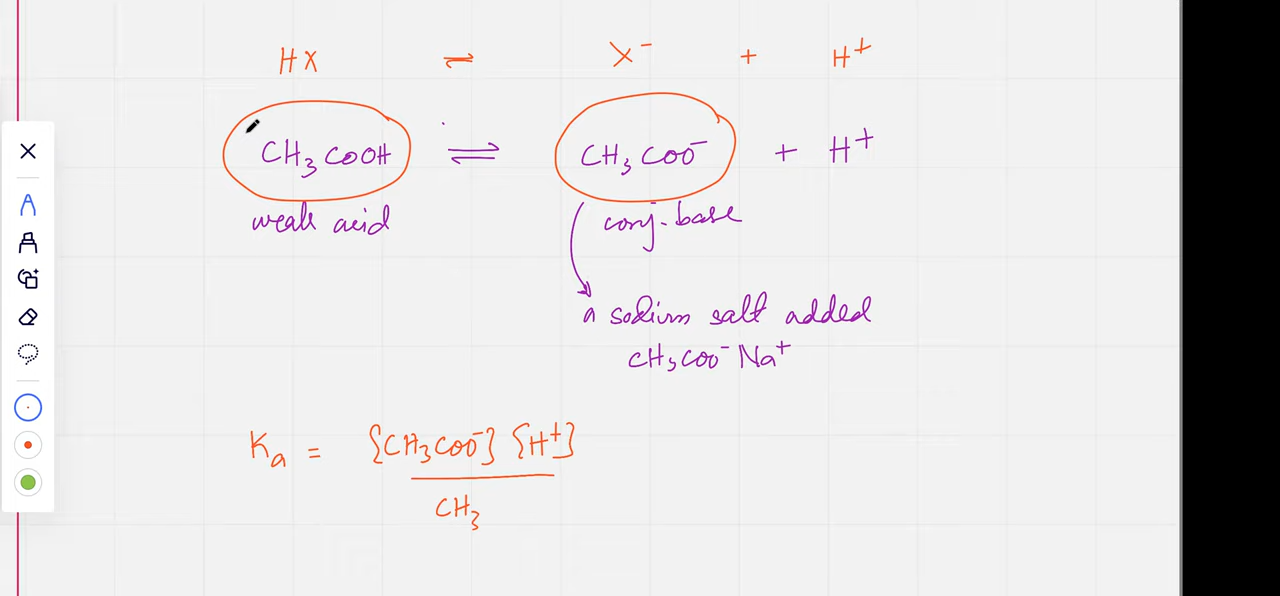 HX ⇌ X⁻ + H⁺
CH₃COOH ⇌ CH₃COO⁻ + H⁺
weak acid conj. base
a sodium salt added
CH₃COO⁻Na⁺
Kₐ = {CH₃COO⁻} {H⁺}
CH₃